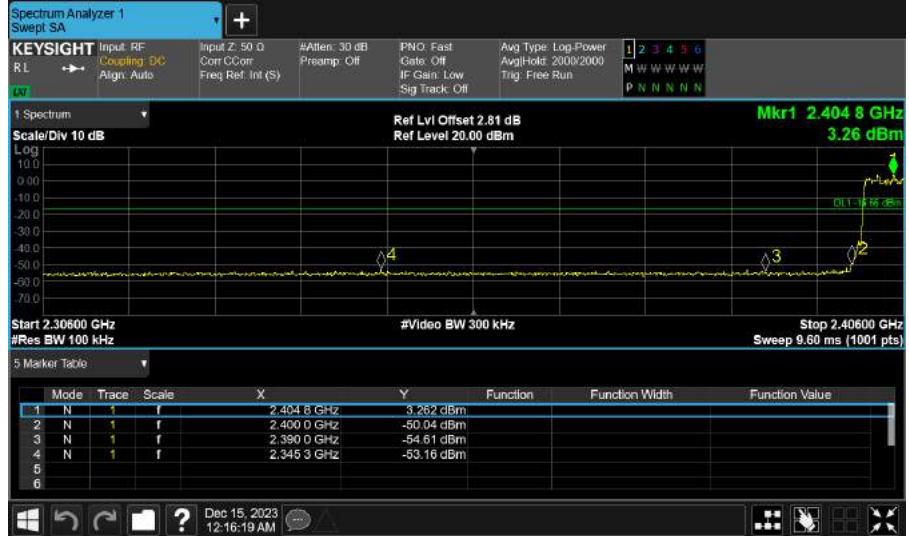 Spectrum Analyzer 1
Swept SA
+
KEYSIGHT
RL
LXI
Input: RF
Coupling: DC
Align: Auto
Input Z: 50 Ω
Corr CCorr
Freq Ref: Int (S)
#Atten: 30 dB
Preamp: Off
PNO: Fast
Gate: Off
IF Gain: Low
Sig Track: Off
Avg Type: Log-Power
Avg|Hold: 2000/2000
Trig: Free Run
1 2 3 4 5 6
M W W W W W
P N N N N N
1 Spectrum
Scale/Div 10 dB
Ref Lvl Offset 2.81 dB
Ref Level 20.00 dBm
Mkr1 2.404 8 GHz
3.26 dBm
Log
10.0
0.00
-10.0
-20.0
-30.0
-40.0
-50.0
-60.0
-70.0
1
DL1 -16.66 dBm
4
3
2
Start 2.30600 GHz
#Res BW 100 kHz
#Video BW 300 kHz
Stop 2.40600 GHz
Sweep 9.60 ms (1001 pts)
5 Marker Table
Mode Trace Scale X Y Function Function Width Function Value
1 N 1 f 2.404 8 GHz 3.262 dBm
2 N 1 f 2.400 0 GHz -50.04 dBm
3 N 1 f 2.390 0 GHz -54.61 dBm
4 N 1 f 2.345 3 GHz -53.16 dBm
5
6
?
Dec 15, 2023
12:16:19 AM